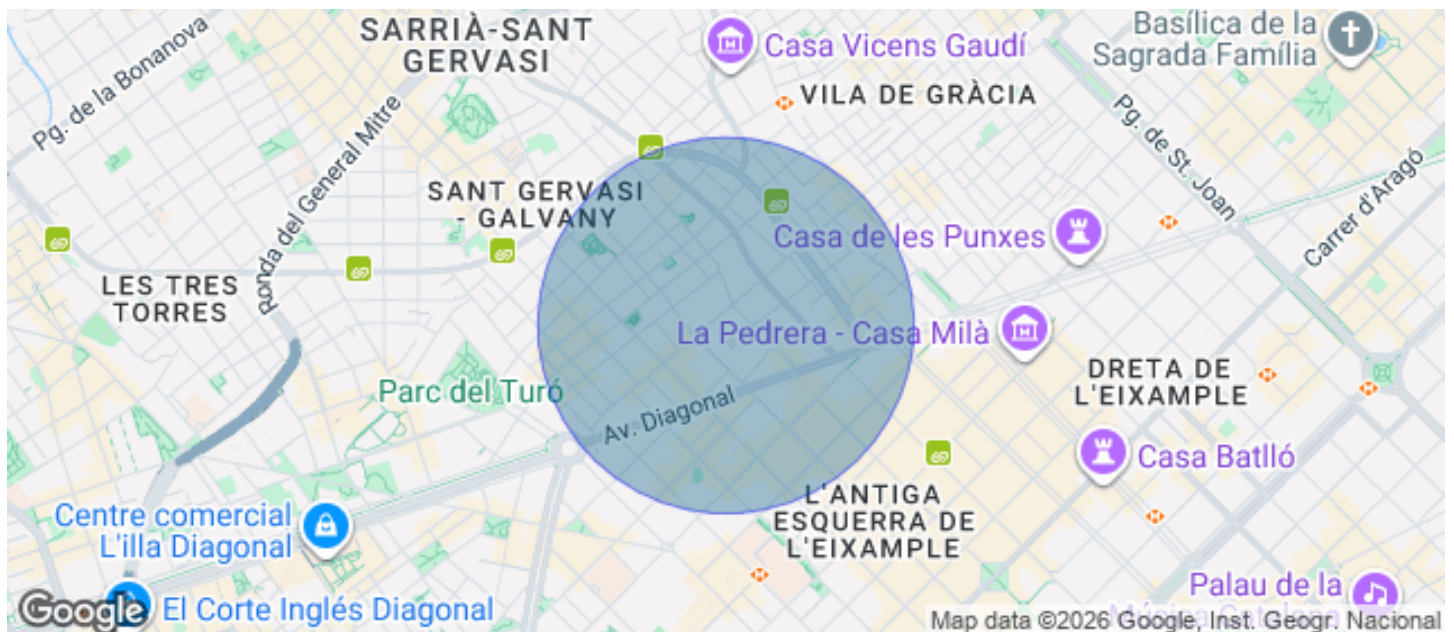 SARRIÀ-SANT
GERVASI
Casa Vicens Gaudí
Basílica de la
Sagrada Família
Pg. de la Bonanova
VILA DE GRÀCIA
Pg. de St. Joan
Ronda del General Mitre
SANT GERVASI
- GALVANY
Carrer d'Aragó
Casa de les Punxes
LES TRES
TORRES
La Pedrera - Casa Milà
DRETA DE
L'EIXAMPLE
Parc del Turó
Av. Diagonal
Casa Batlló
L'ANTIGA
ESQUERRA DE
L'EIXAMPLE
Centre comercial
L'illa Diagonal
Palau de la
Música Catalana
El Corte Inglés Diagonal
Google
Map data ©2026 Google, Inst. Geogr. Nacional